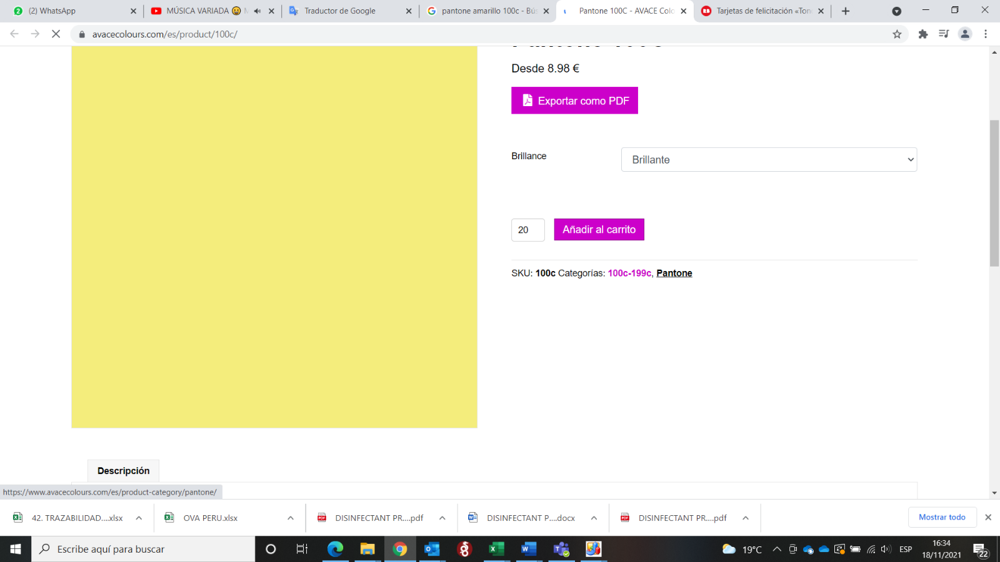 (2) WhatsApp
MÚSICA VARIADA 😀
Traductor de Google
pantone amarillo 100c - Bús
Pantone 100C - AVACE Colo
Tarjetas de felicitación «Ton
avacecolours.com/es/product/100c/
Pantone 100C
Desde 8.98 €
Exportar como PDF
Brillance
Brillante
20
Añadir al carrito
SKU: 100c Categorías: 100c-199c, Pantone
Descripción
https://www.avacecolours.com/es/product-category/pantone/
42. TRAZABILIDAD....xlsx
OVA PERU.xlsx
DISINFECTANT PR....pdf
DISINFECTANT P....docx
DISINFECTANT PR....pdf
Mostrar todo
Escribe aquí para buscar
19°C
ESP
16:34
18/11/2021
22